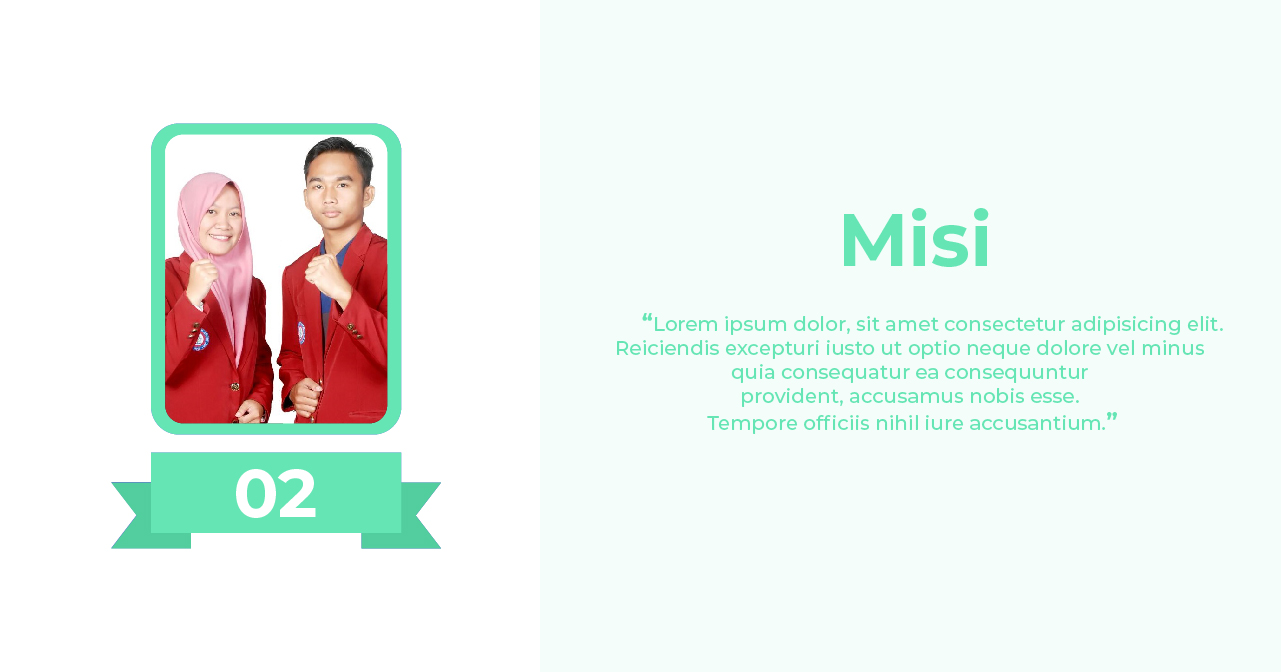 02
Misi
“Lorem ipsum dolor, sit amet consectetur adipisicing elit.
Reiciendis excepturi iusto ut optio neque dolore vel minus
quia consequatur ea consequuntur
provident, accusamus nobis esse.
Tempore officiis nihil iure accusantium.”